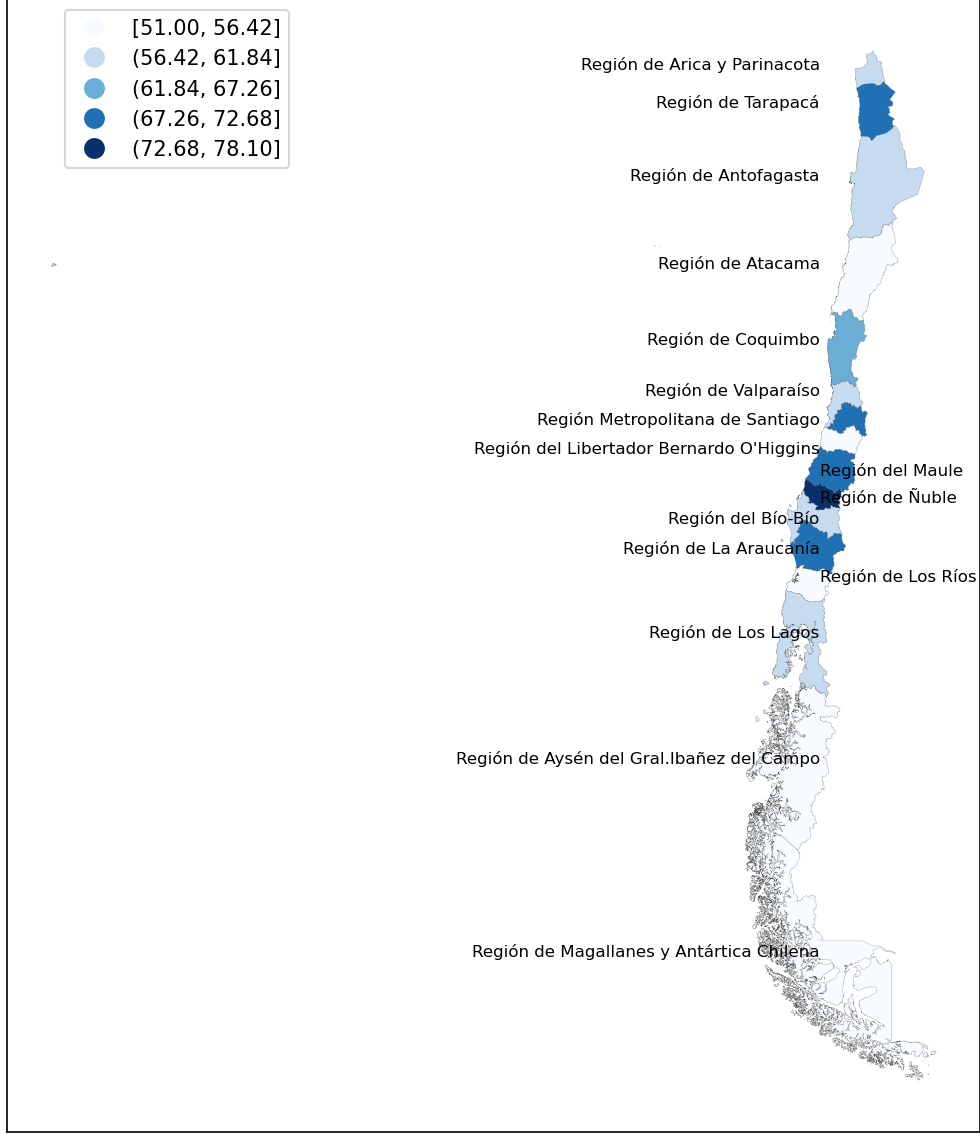 [51.00, 56.42]
(56.42, 61.84]
(61.84, 67.26]
(67.26, 72.68]
(72.68, 78.10]
Región de Arica y Parinacota
Región de Tarapacá
Región de Antofagasta
Región de Atacama
Región de Coquimbo
Región de Valparaíso
Región Metropolitana de Santiago
Región del Libertador Bernardo O'Higgins
Región del Maule
Región de Ñuble
Región del Bío-Bío
Región de La Araucanía
Región de Los Ríos
Región de Los Lagos
Región de Aysén del Gral.Ibañez del Campo
Región de Magallanes y Antártica Chilena